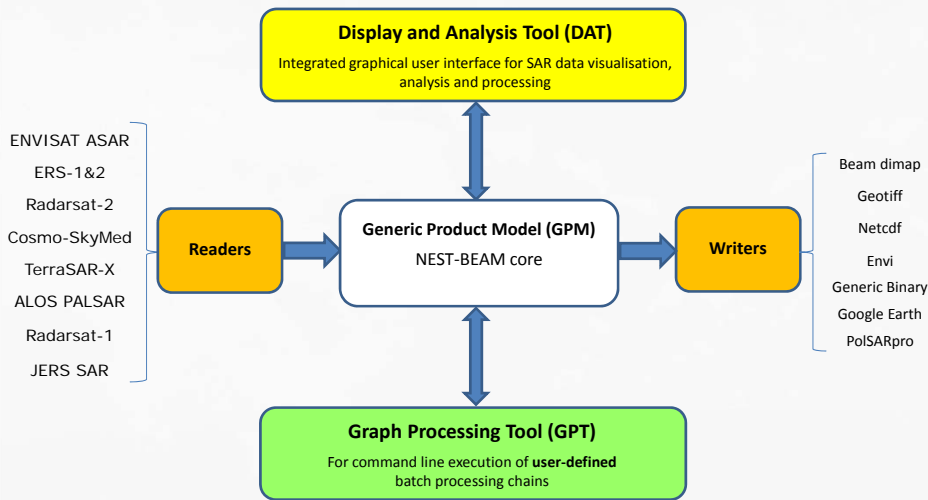 Display and Analysis Tool (DAT)
Integrated graphical user interface for SAR data visualisation,
analysis and processing
ENVISAT ASAR
ERS-1&2
Radarsat-2
Cosmo-SkyMed
TerraSAR-X
ALOS PALSAR
Radarsat-1
JERS SAR
Readers
Generic Product Model (GPM)
NEST-BEAM core
Writers
Beam dimap
Geotiff
Netcdf
Envi
Generic Binary
Google Earth
PolSARpro
Graph Processing Tool (GPT)
For command line execution of user-defined
batch processing chains